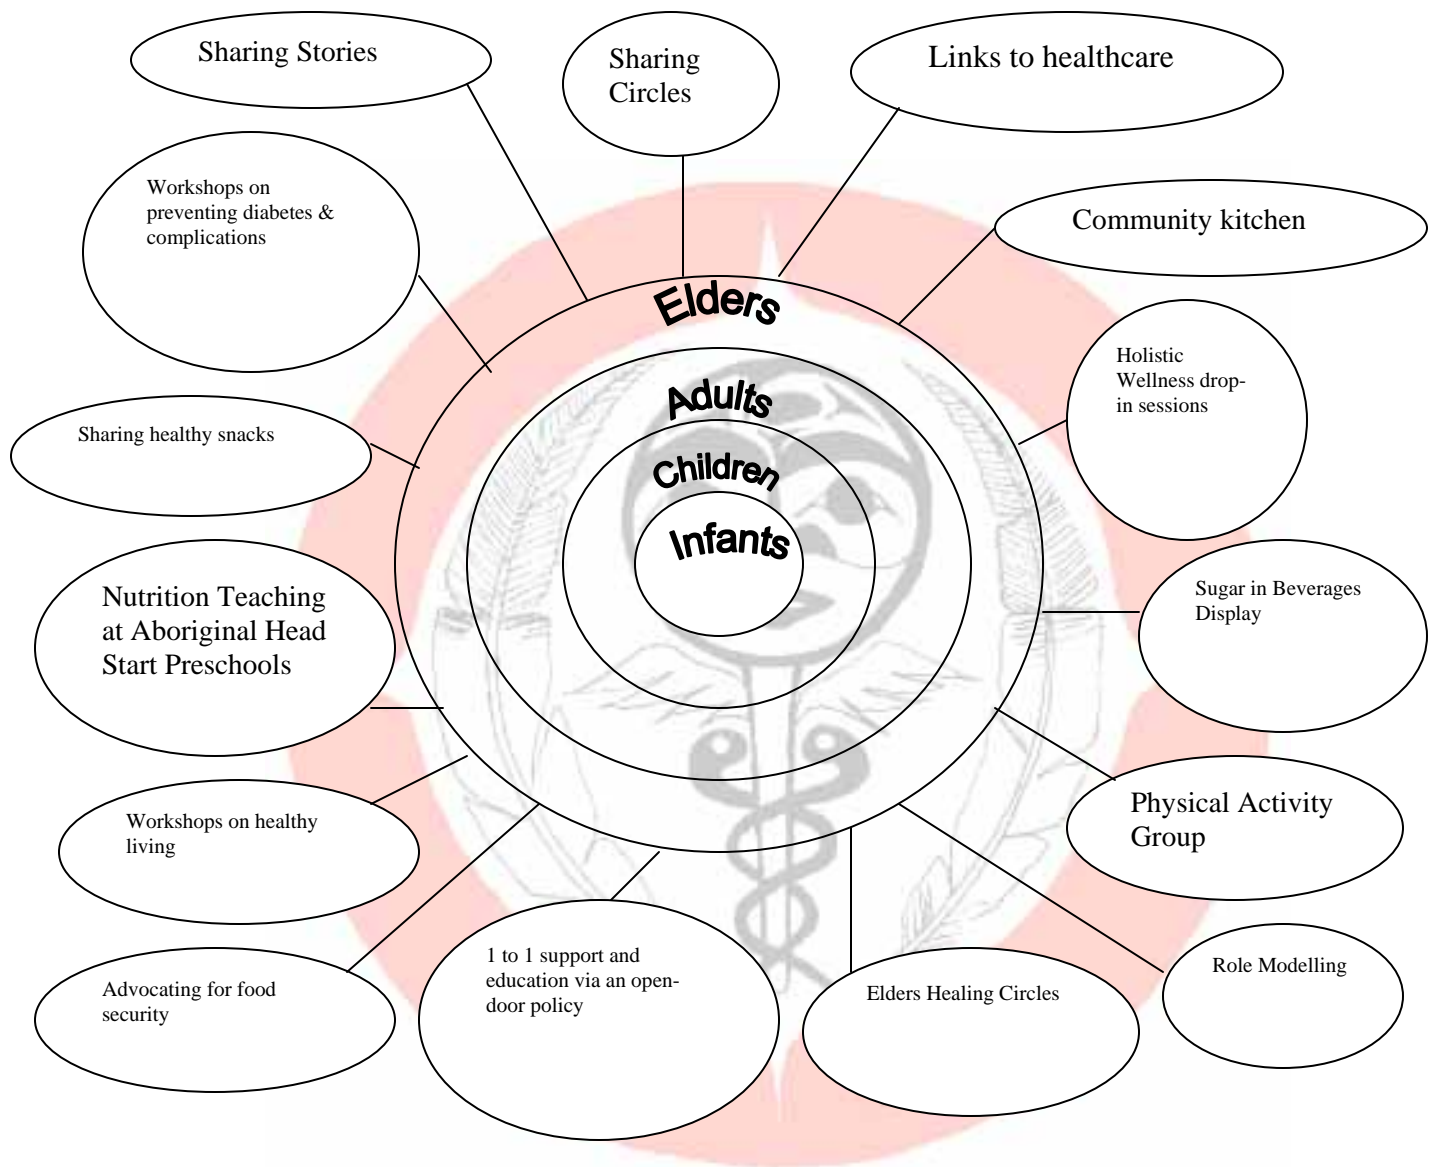 Sharing Stories
Sharing
Circles
Links to healthcare
Workshops on
preventing diabetes &
complications
Community kitchen
Elders
Holistic
Wellness drop-
in sessions
Adults
Sharing healthy snacks
Children
Infants
Nutrition Teaching
at Aboriginal Head
Start Preschools
Sugar in Beverages
Display
Workshops on healthy
living
Physical Activity
Group
Advocating for food
security
1 to 1 support and
education via an open-
door policy
Elders Healing Circles
Role Modelling